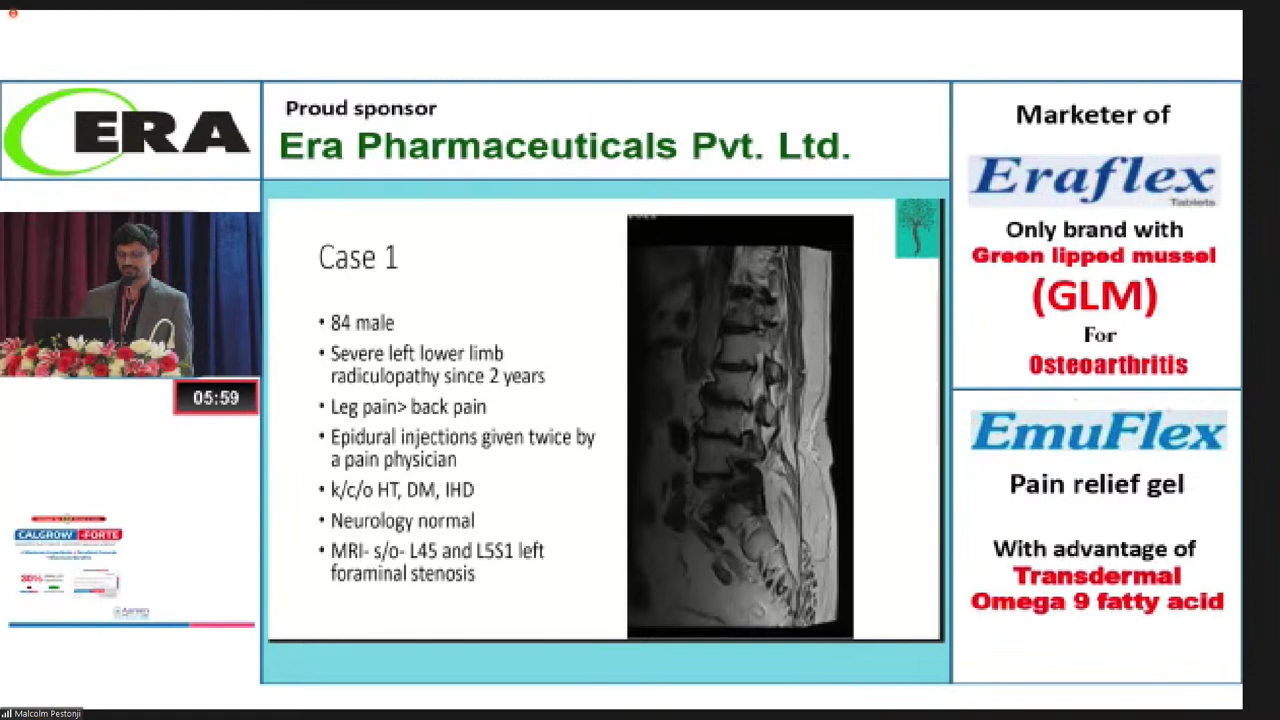 ERA
Proud sponsor
Era Pharmaceuticals Pvt. Ltd.
Case 1
• 84 male
• Severe left lower limb
radiculopathy since 2 years
• Leg pain> back pain
• Epidural injections given twice by
a pain physician
• k/c/o HT, DM, IHD
• Neurology normal
• MRI- s/o- L45 and L5S1 left
foraminal stenosis
05:59
CALGROW -FORTE
30%
Marketer of
Eraflex
Tablets
Only brand with
Green lipped mussel
(GLM)
For
Osteoarthritis
EmuFlex
Pain relief gel
With advantage of
Transdermal
Omega 9 fatty acid
Malcolm Pestonji